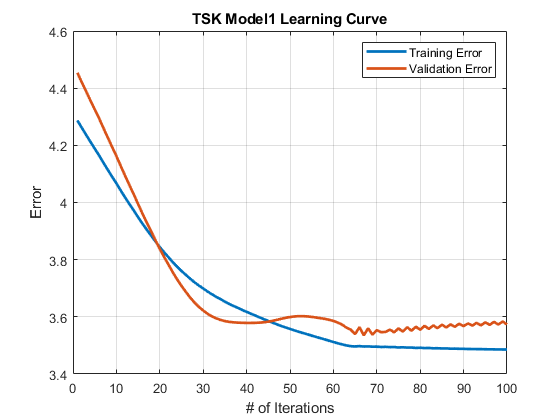 TSK Model1 Learning Curve
Training Error
Validation Error
4.6
4.4
4.2
4
3.8
3.6
3.4
Error
0 10 20 30 40 50 60 70 80 90 100
# of Iterations